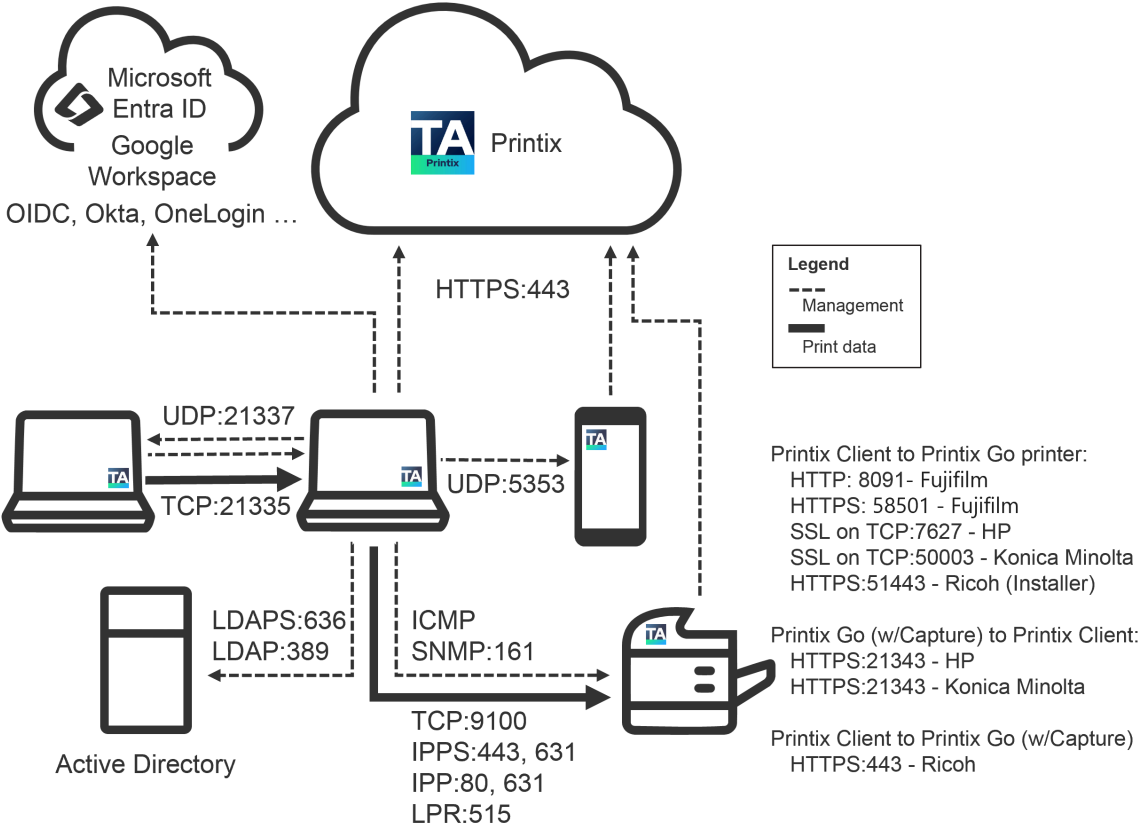 Microsoft
Entra ID
Google
Workspace
OIDC, Okta, OneLogin ...
TA
Printix
Printix
HTTPS:443
Legend
Management
Print data
UDP:21337
TCP:21335
TA
TA
UDP:5353
TA
Printix Client to Printix Go printer:
HTTP: 8091- Fujifilm
HTTPS: 58501 - Fujifilm
SSL on TCP:7627 - HP
SSL on TCP:50003 - Konica Minolta
HTTPS:51443 - Ricoh (Installer)
LDAPS:636
LDAP:389
ICMP
SNMP:161
TA
Printix Go (w/Capture) to Printix Client:
HTTPS:21343 - HP
HTTPS:21343 - Konica Minolta
TCP:9100
IPPS:443, 631
IPP:80, 631
LPR:515
Active Directory
Printix Client to Printix Go (w/Capture)
HTTPS:443 - Ricoh